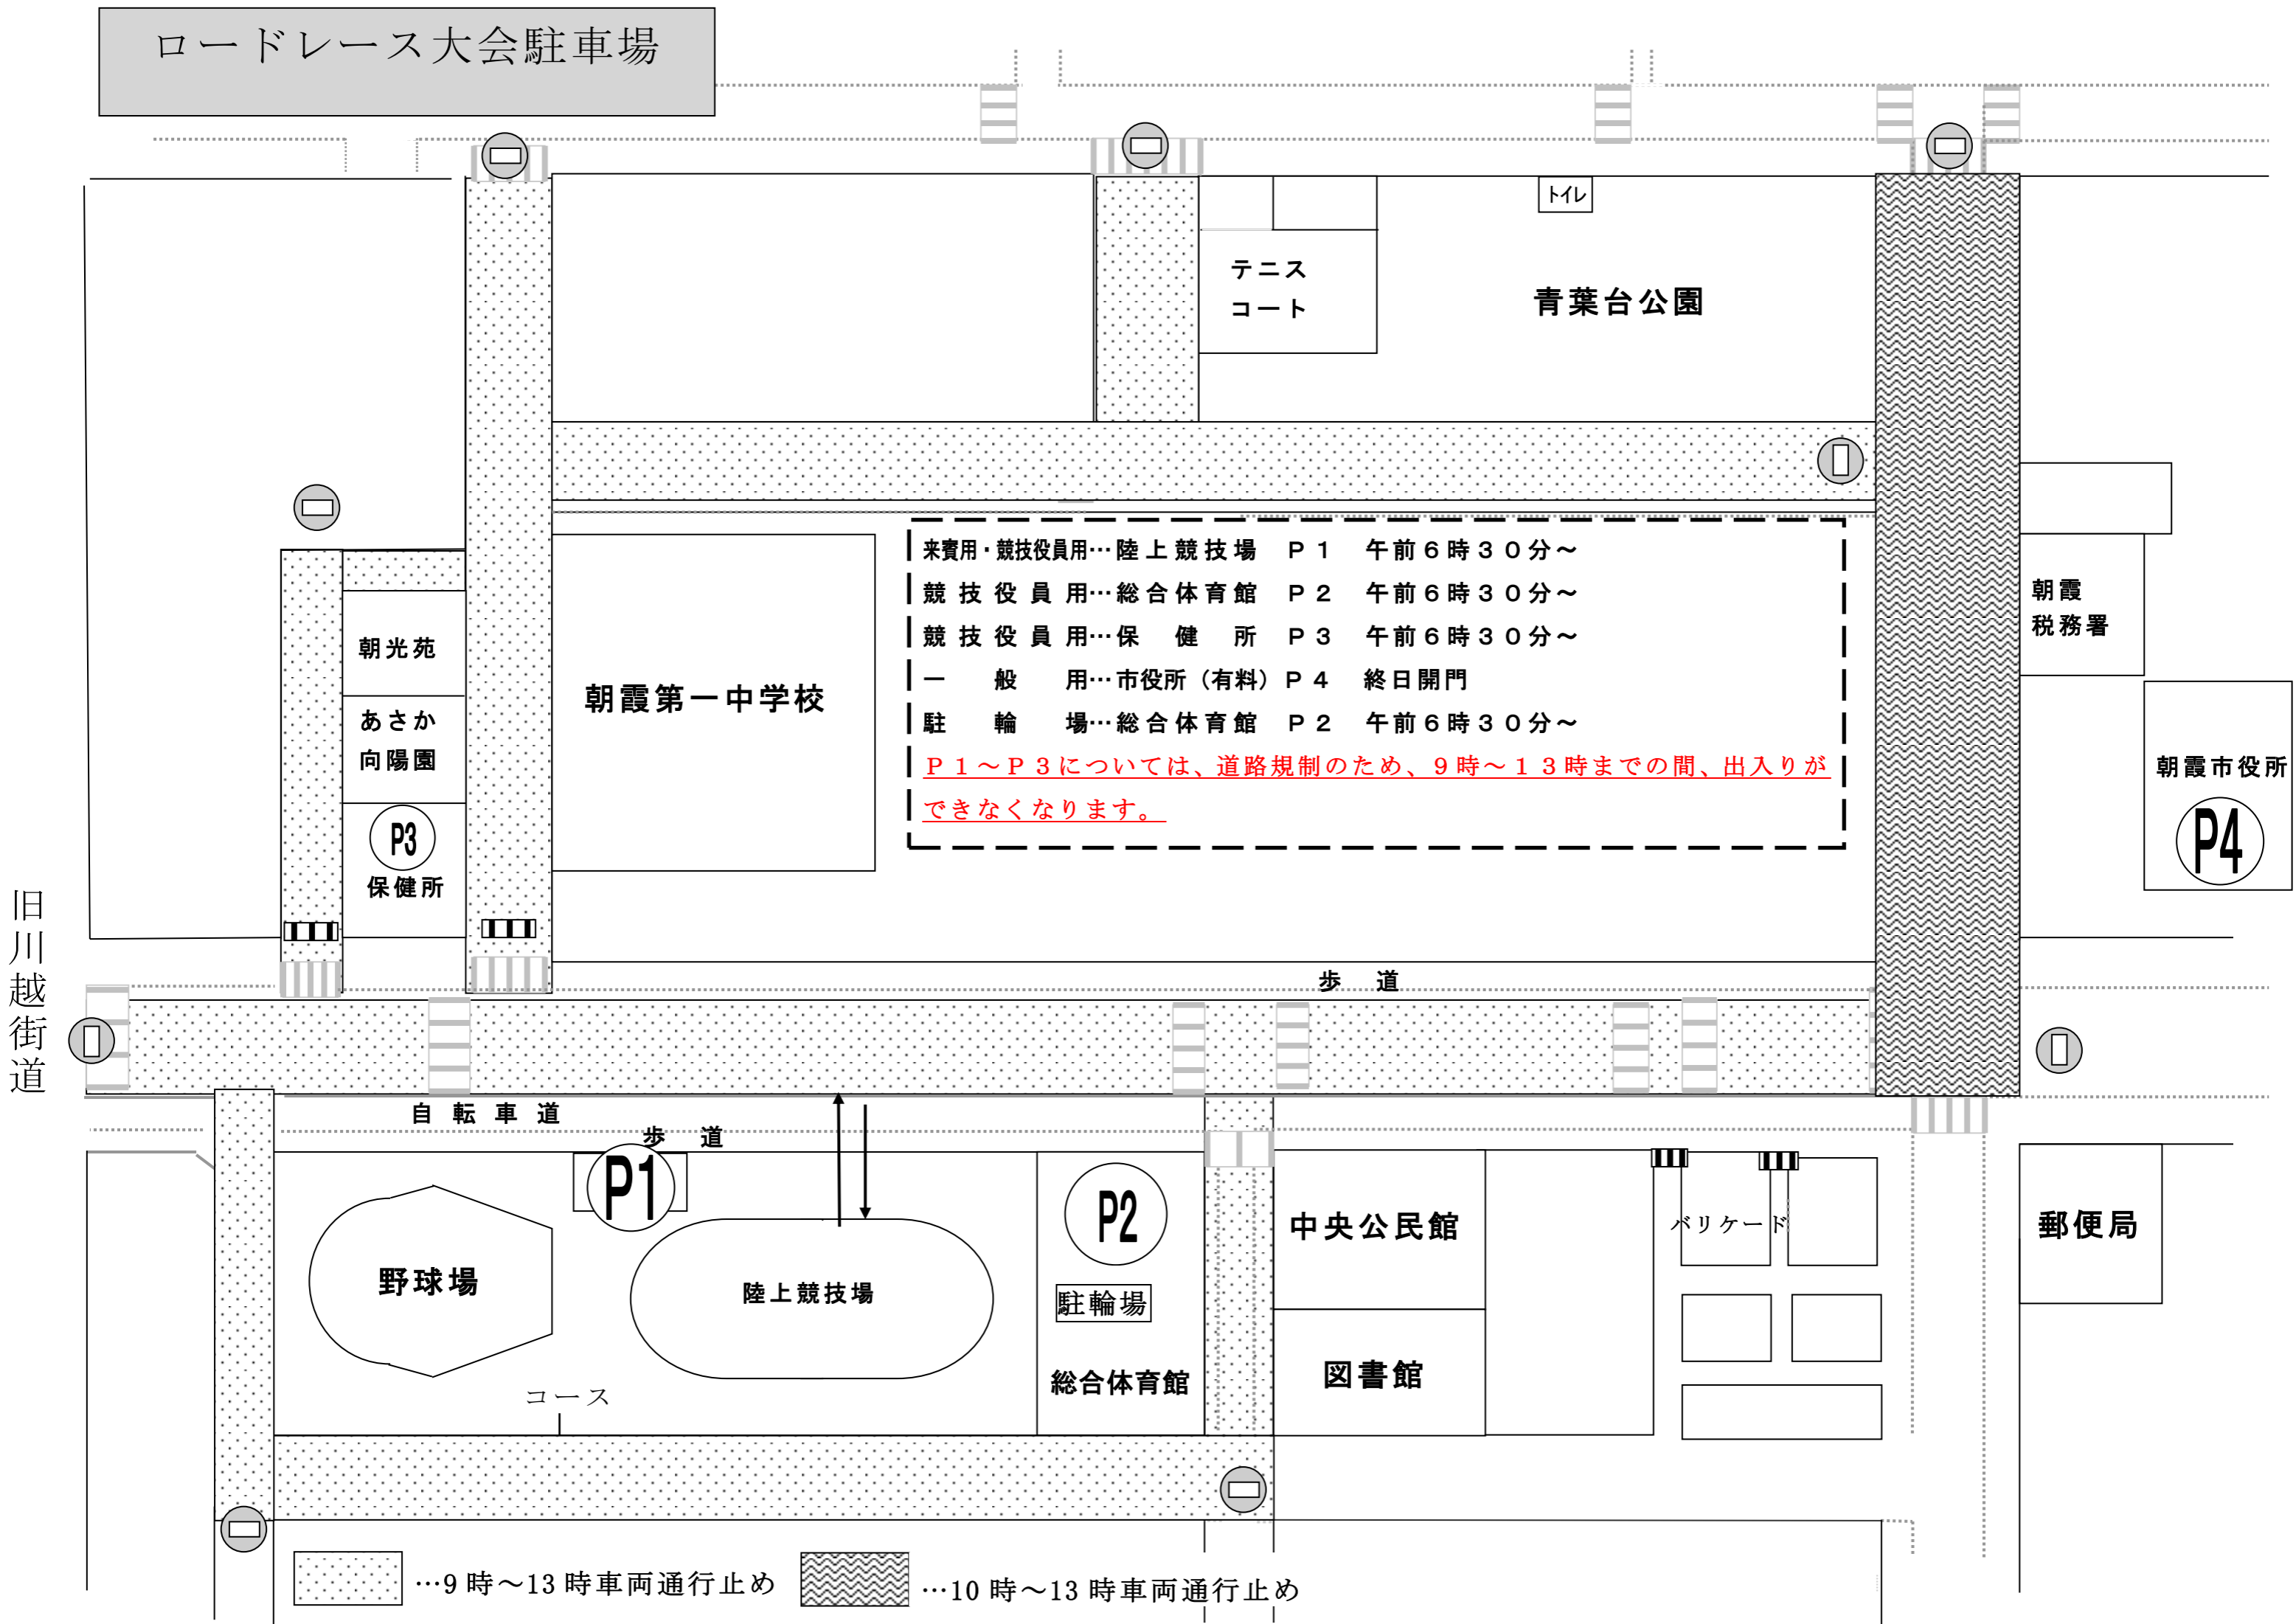 ロードレース大会駐車場
トイレ
テニス
コート
青葉台公園
来賓用・競技役員用…陸上競技場　Ｐ１　午前６時３０分～
競技役員用…総合体育館　Ｐ２　午前６時３０分～
競技役員用…保健所　Ｐ３　午前６時３０分～
一般用…市役所（有料）Ｐ４　終日開門
駐輪場…総合体育館　Ｐ２　午前６時３０分～
Ｐ１～Ｐ３については、道路規制のため、９時～１３時までの間、出入りが
できなくなります。
朝霞
税務署
朝光苑
朝霞第一中学校
あさか
向陽園
朝霞市役所
P4
P3
保健所
旧川越街道
歩道
自転車道
歩道
P1
P2
中央公民館
バリケード
郵便局
野球場
陸上競技場
駐輪場
図書館
総合体育館
コース
…9時～13時車両通行止め
…10時～13時車両通行止め